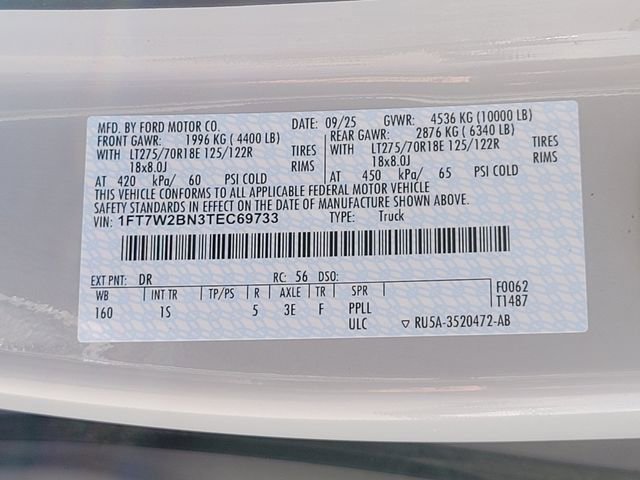 MFD. BY FORD MOTOR CO. DATE: 09/25 GVWR: 4536 KG (10000 LB)
FRONT GAWR: 1996 KG ( 4400 LB) REAR GAWR: 2876 KG ( 6340 LB)
WITH LT275/70R18E 125/122R TIRES WITH LT275/70R18E 125/122R TIRES
18x8.0J RIMS 18x8.0J RIMS
AT 420 kPa/ 60 PSI COLD AT 450 kPa/ 65 PSI COLD
THIS VEHICLE CONFORMS TO ALL APPLICABLE FEDERAL MOTOR VEHICLE
SAFETY STANDARDS IN EFFECT ON THE DATE OF MANUFACTURE SHOWN ABOVE.
VIN: 1FT7W2BN3TEC69733 TYPE: Truck
EXT PNT: DR RC: 56 DSO: F0062
WB INT TR TP/PS R AXLE TR SPR T1487
160 1S 5 3E F PPLL
ULC ▽ RU5A-3520472-AB